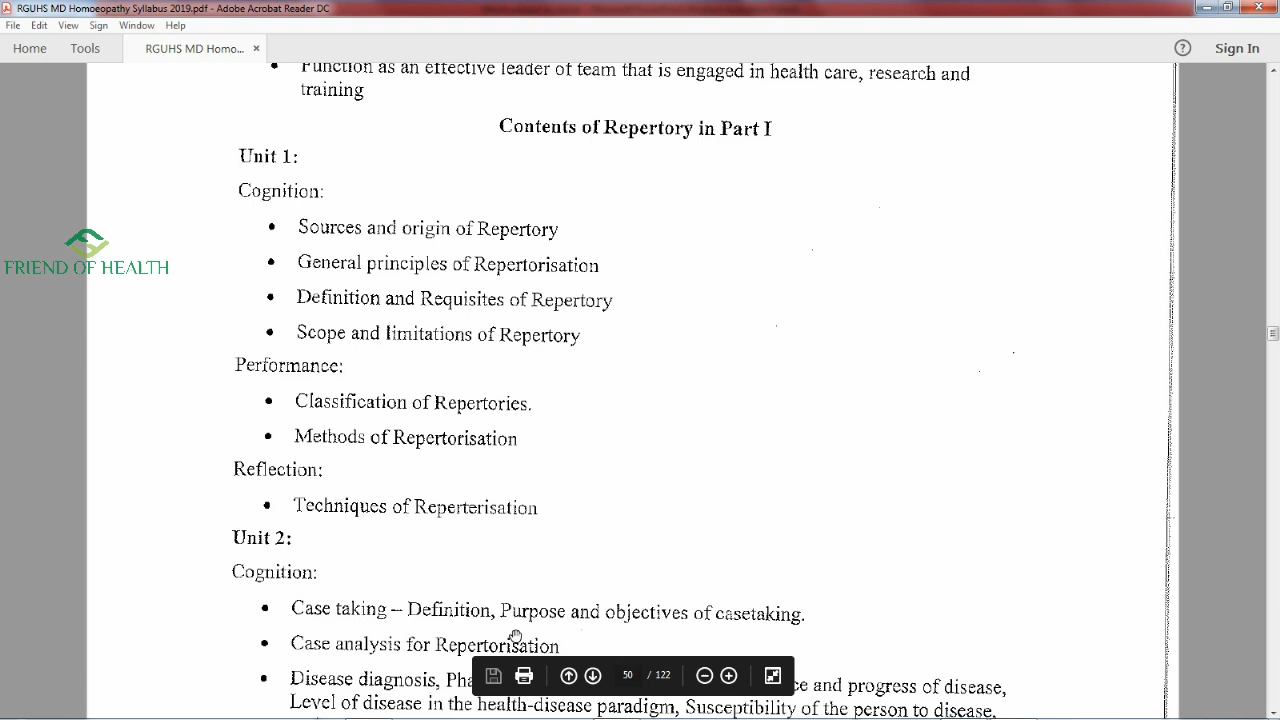 RGUHS MD Homoeopathy Syllabus 2019.pdf - Adobe Acrobat Reader DC
File Edit View Sign Window Help
Home Tools RGUHS MD Homo... × ? Sign In
• Function as an effective leader of team that is engaged in health care, research and
training
Contents of Repertory in Part I
Unit 1:
Cognition:
• Sources and origin of Repertory
FRIEND OF HEALTH
• General principles of Repertorisation
• Definition and Requisites of Repertory
• Scope and limitations of Repertory
Performance:
• Classification of Repertories.
• Methods of Repertorisation
Reflection:
• Techniques of Reperterisation
Unit 2:
Cognition:
• Case taking – Definition, Purpose and objectives of casetaking.
• Case analysis for Repertorisation
• Disease diagnosis, and progress of disease,
50 / 122
Level of disease in the health-disease paradigm, Susceptibility of the person to disease,